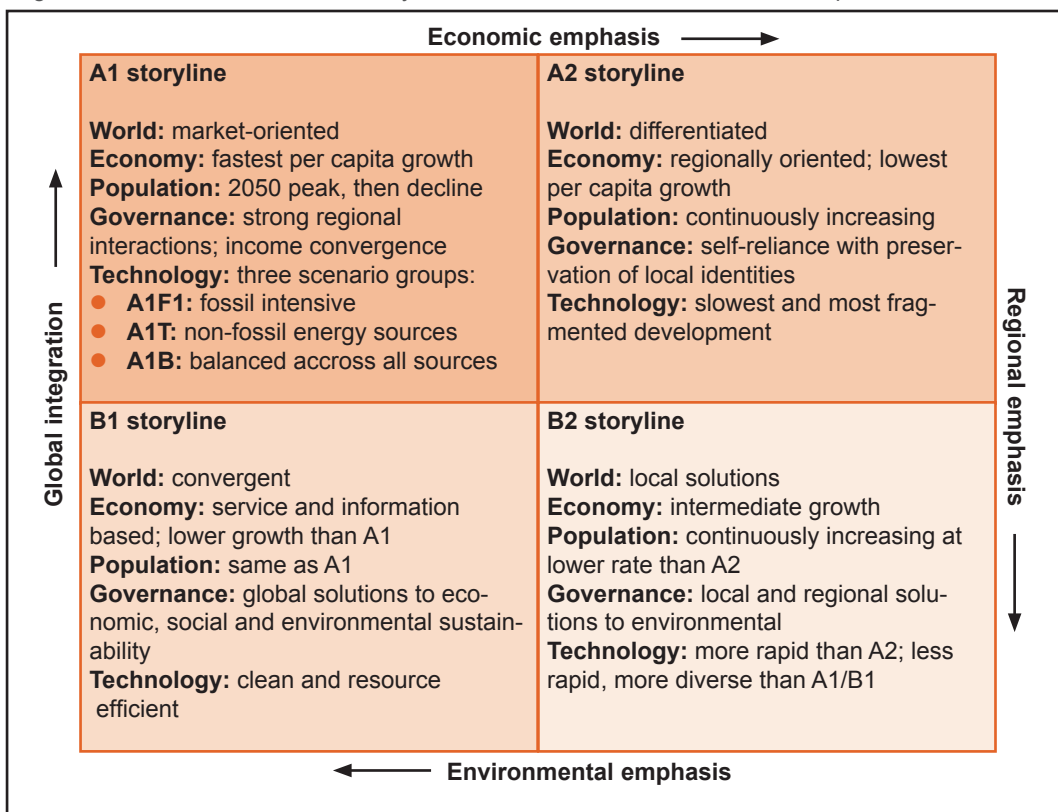 Economic emphasis
A1 storyline
World: market-oriented
Economy: fastest per capita growth
Population: 2050 peak, then decline
Governance: strong regional
interactions; income convergence
Technology: three scenario groups:
A1F1: fossil intensive
A1T: non-fossil energy sources
A1B: balanced accross all sources
A2 storyline
World: differentiated
Economy: regionally oriented; lowest
per capita growth
Population: continuously increasing
Governance: self-reliance with preser-
vation of local identities
Technology: slowest and most frag-
mented development
Global integration
Regional emphasis
B1 storyline
World: convergent
Economy: service and information
based; lower growth than A1
Population: same as A1
Governance: global solutions to eco-
nomic, social and environmental sustain-
ability
Technology: clean and resource
efficient
B2 storyline
World: local solutions
Economy: intermediate growth
Population: continuously increasing at
lower rate than A2
Governance: local and regional solu-
tions to environmental
Technology: more rapid than A2; less
rapid, more diverse than A1/B1
Environmental emphasis